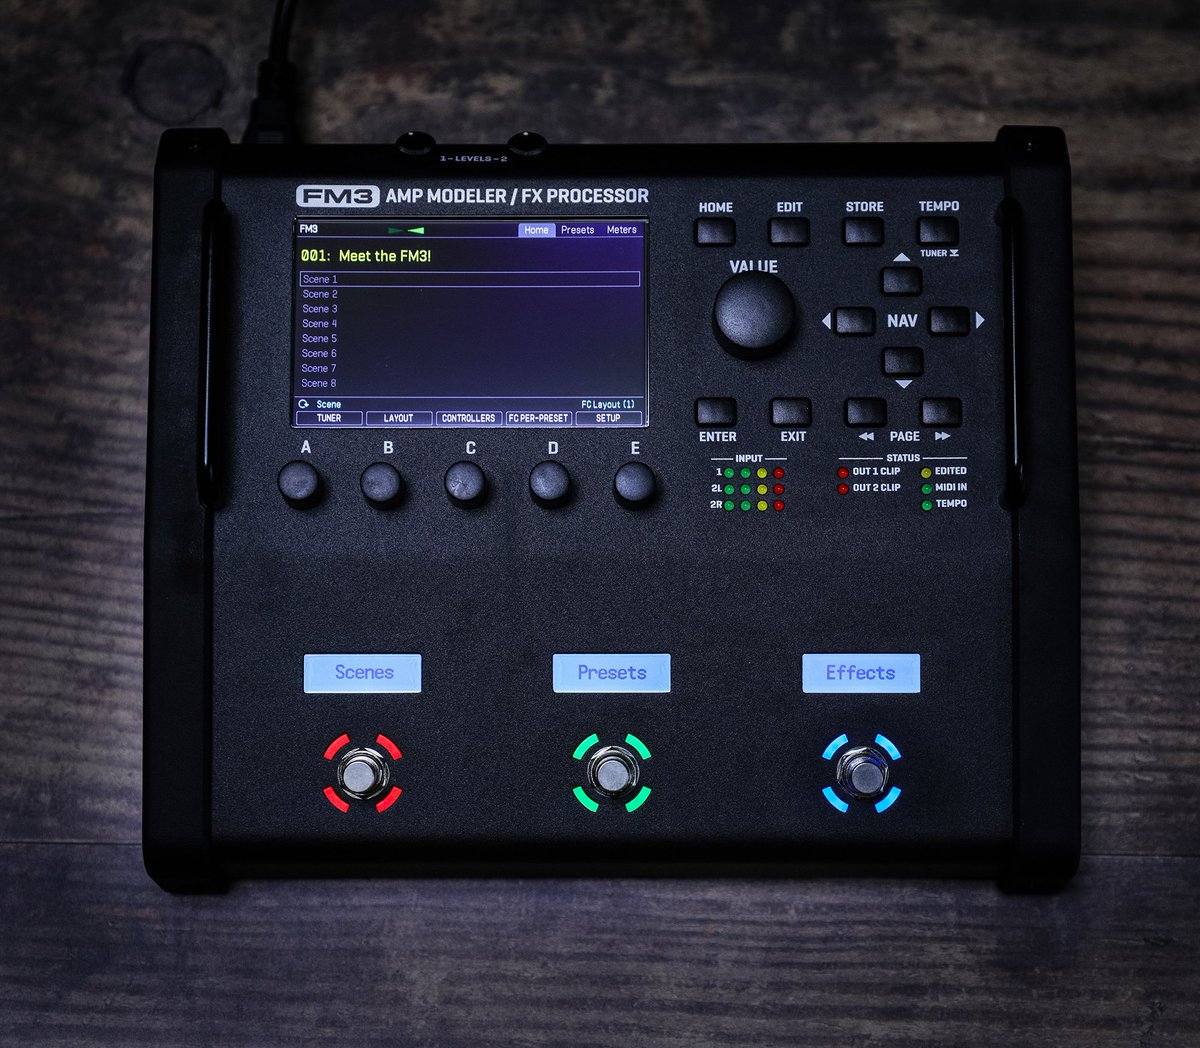 1-LEVELS-2
FM3 AMP MODELER / FX PROCESSOR
FM3 Home Presets Meters
001: Meet the FM3!
Scene 1
Scene 2
Scene 3
Scene 4
Scene 5
Scene 6
Scene 7
Scene 8
Scene FC Layout (1)
TUNER LAYOUT CONTROLLERS FC PER-PRESET SETUP
A B C D E
HOME EDIT STORE TEMPO
TUNER
VALUE
NAV
ENTER EXIT PAGE
INPUT
1
2L
2R
STATUS
OUT 1 CLIP EDITED
OUT 2 CLIP MIDI IN
TEMPO
Scenes Presets Effects